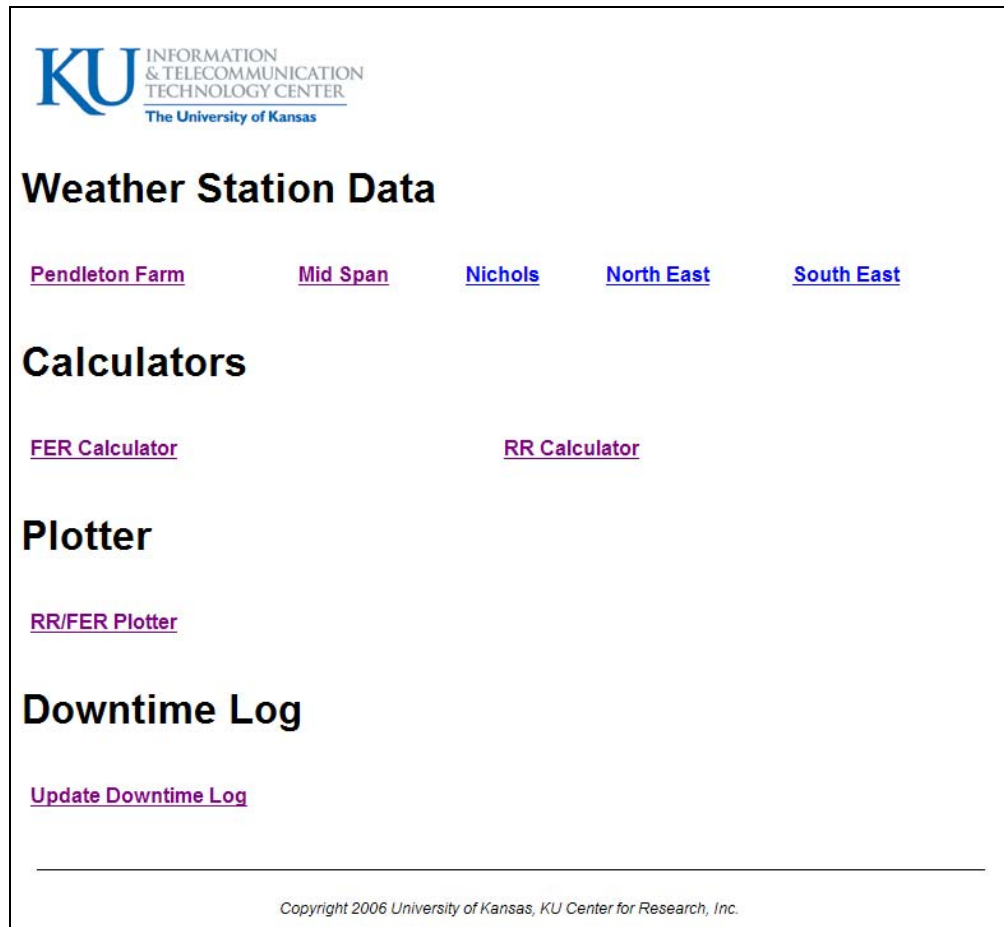 KU INFORMATION
& TELECOMMUNICATION
TECHNOLOGY CENTER
The University of Kansas
Weather Station Data
Pendleton Farm Mid Span Nichols North East South East
Calculators
FER Calculator RR Calculator
Plotter
RR/FER Plotter
Downtime Log
Update Downtime Log
Copyright 2006 University of Kansas, KU Center for Research, Inc.